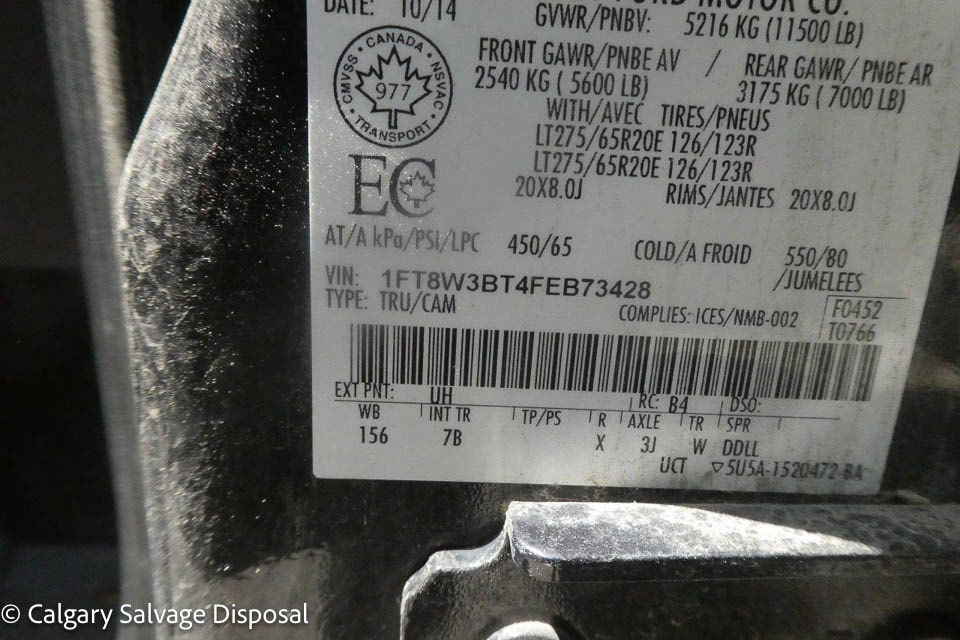 DATE: 10/14
FORD MOTOR CO.
GVWR/PNBV: 5216 KG (11500 LB)
FRONT GAWR/PNBE AV / REAR GAWR/ PNBE AR
2540 KG ( 5600 LB) 3175 KG ( 7000 LB)
WITH/AVEC TIRES/PNEUS
LT275/65R20E 126/123R
LT275/65R20E 126/123R
20X8.0J RIMS/JANTES 20X8.0J
CANADA
CMVSS NSVAC
977
TRANSPORT
EC
AT/A kPa/PSI/LPC 450/65 COLD/A FROID 550/80
/JUMELEES
VIN: 1FT8W3BT4FEB73428
TYPE: TRU/CAM
COMPLIES: ICES/NMB-002
F0452
T0766
EXT PNT: UH RC: B4 DSO:
WB INT TR TP/PS R AXLE TR SPR
156 7B X 3J W DDLL
UCT ▽5U5A-1520472-BA
© Calgary Salvage Disposal